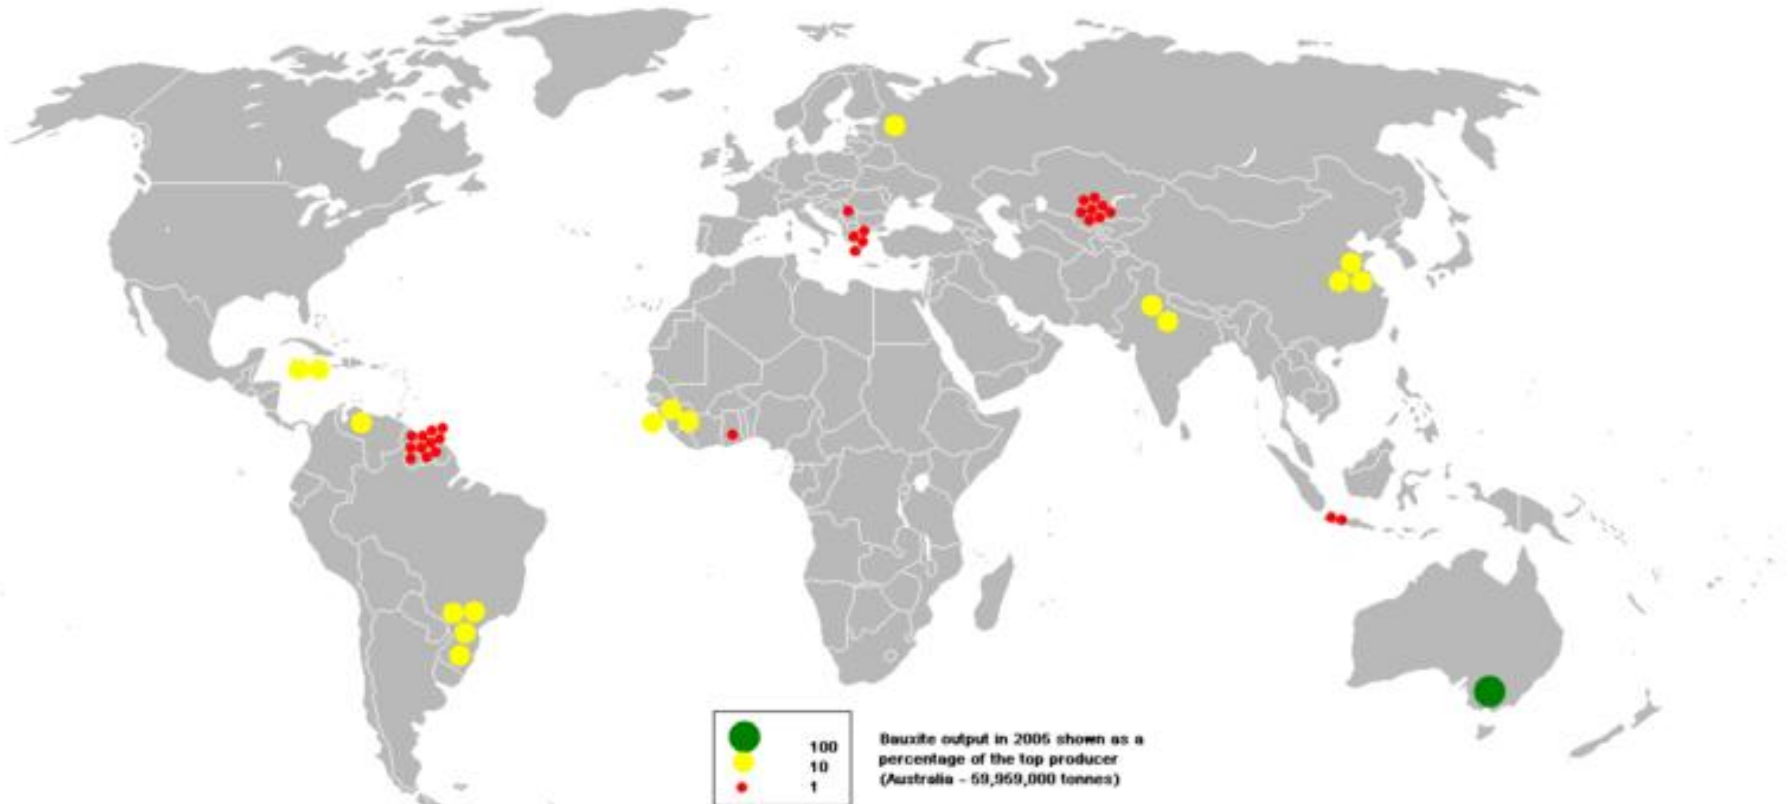 100
10
1
Bauxite output in 2005 shown as a
percentage of the top producer
(Australia - 59,959,000 tonnes)